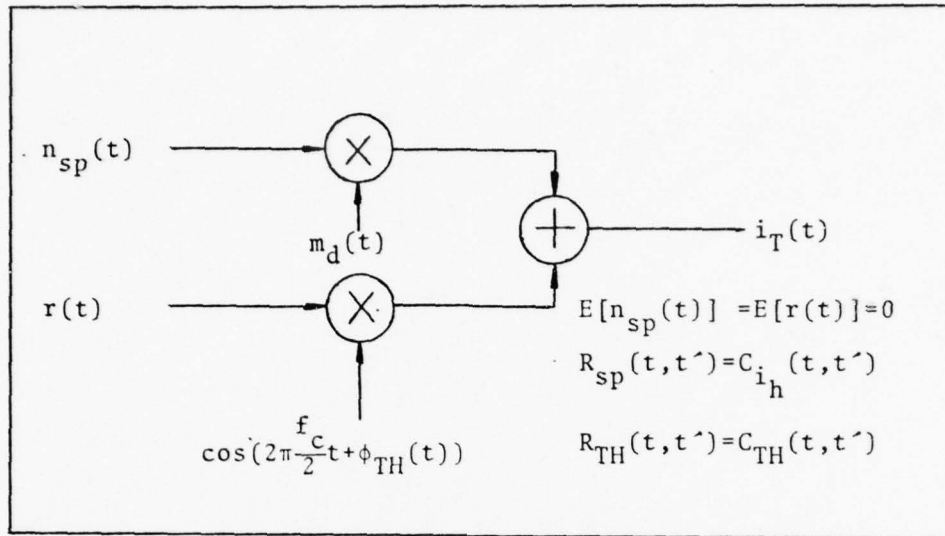 n_sp(t)
m_d(t)
i_T(t)
r(t)
E[n_sp(t)] =E[r(t)]=0
R_sp(t,t´)=C_i_h(t,t´)
cos(2π f_c/2 t+φ_TH(t))
R_TH(t,t´)=C_TH(t,t´)